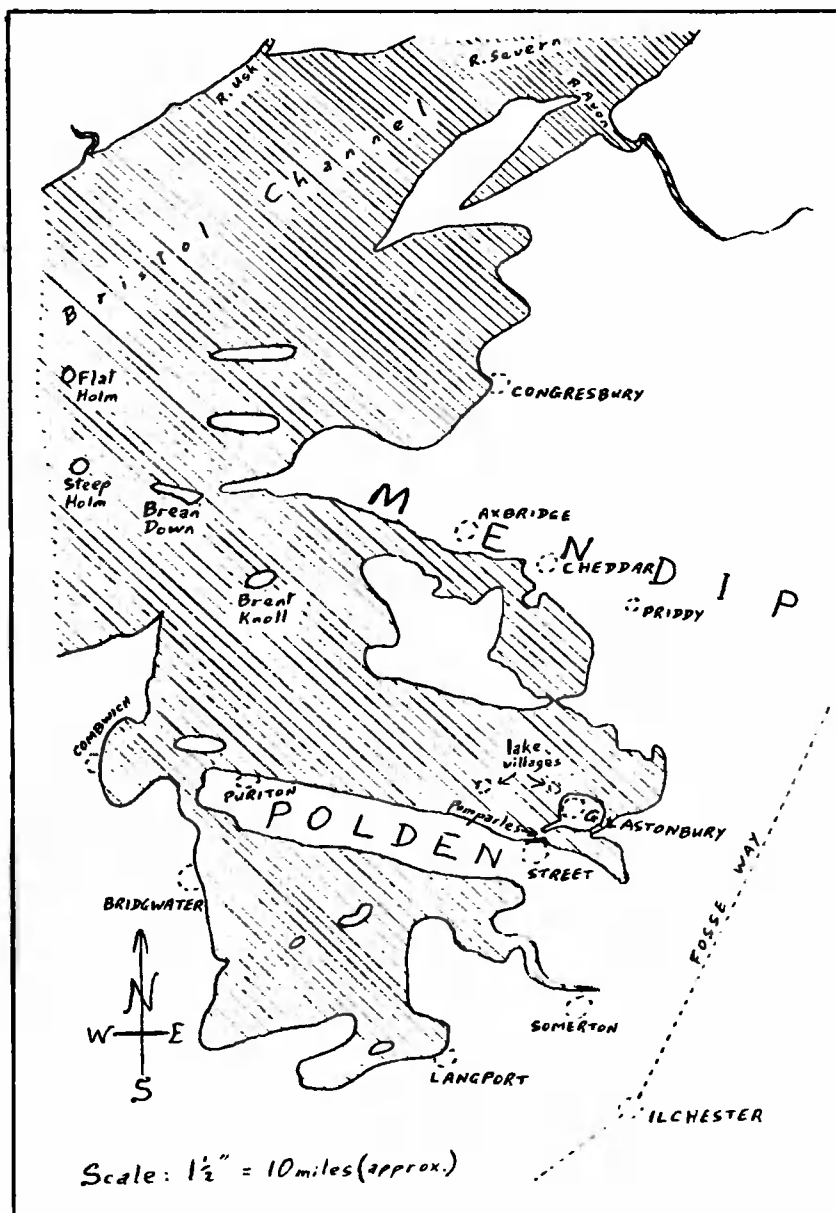 R. Severn
R. Usk
R. Avon
Bristol Channel
Flat
Holm
CONGRESBURY
Steep
Holm
Brean
Down
MENDIP
AXBRIDGE
CHEDDAR
PRIDDY
Brent
Knoll
COMBWICH
lake
villages
PURITON
POLDEN
Pomparles
GLASTONBURY
STREET
FOSSE WAY
BRIDGWATER
N
W E
S
SOMERTON
LANGPORT
ILCHESTER
Scale: 1½" = 10 miles (approx.)